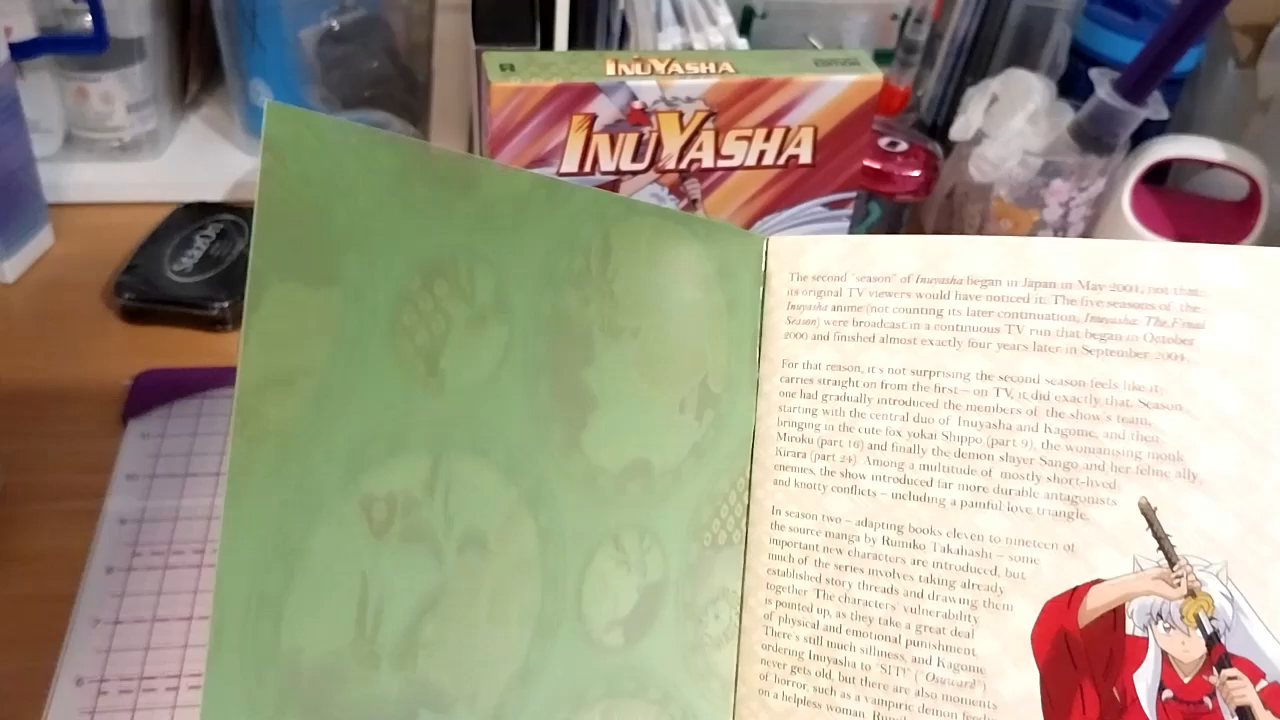 INUYASHA
EDITION
INUYASHA
The second "season" of Inuyasha began in Japan in May 2001, not that
its original TV viewers would have noticed it. The five seasons of the
Inuyasha anime (not counting its later continuation, Inuyasha: The Final
Season) were broadcast in a continuous TV run that began in October
2000 and finished almost exactly four years later in September 2004.
For that reason, it's not surprising the second season feels like it
carries straight on from the first – on TV, it did exactly that. Season
one had gradually introduced the members of the show's team,
starting with the central duo of Inuyasha and Kagome, and then
bringing in the cute fox yokai Shippo (part 9), the womanising monk
Miroku (part 16) and finally the demon slayer Sango and her feline ally
Kirara (part 24). Among a multitude of mostly short-lived
enemies, the show introduced far more durable antagonists
and knotty conflicts – including a painful love triangle.
In season two – adapting books eleven to nineteen of
the source manga by Rumiko Takahashi – some
important new characters are introduced, but
much of the series involves taking already
established story threads and drawing them
together. The characters' vulnerability
is pointed up, as they take a great deal
of physical and emotional punishment.
There's still much silliness, and Kagome
ordering Inuyasha to "SIT!" ("Osuwari!")
never gets old, but there are also moments
of horror, such as a vampiric demon
on a helpless woman. Rumiko